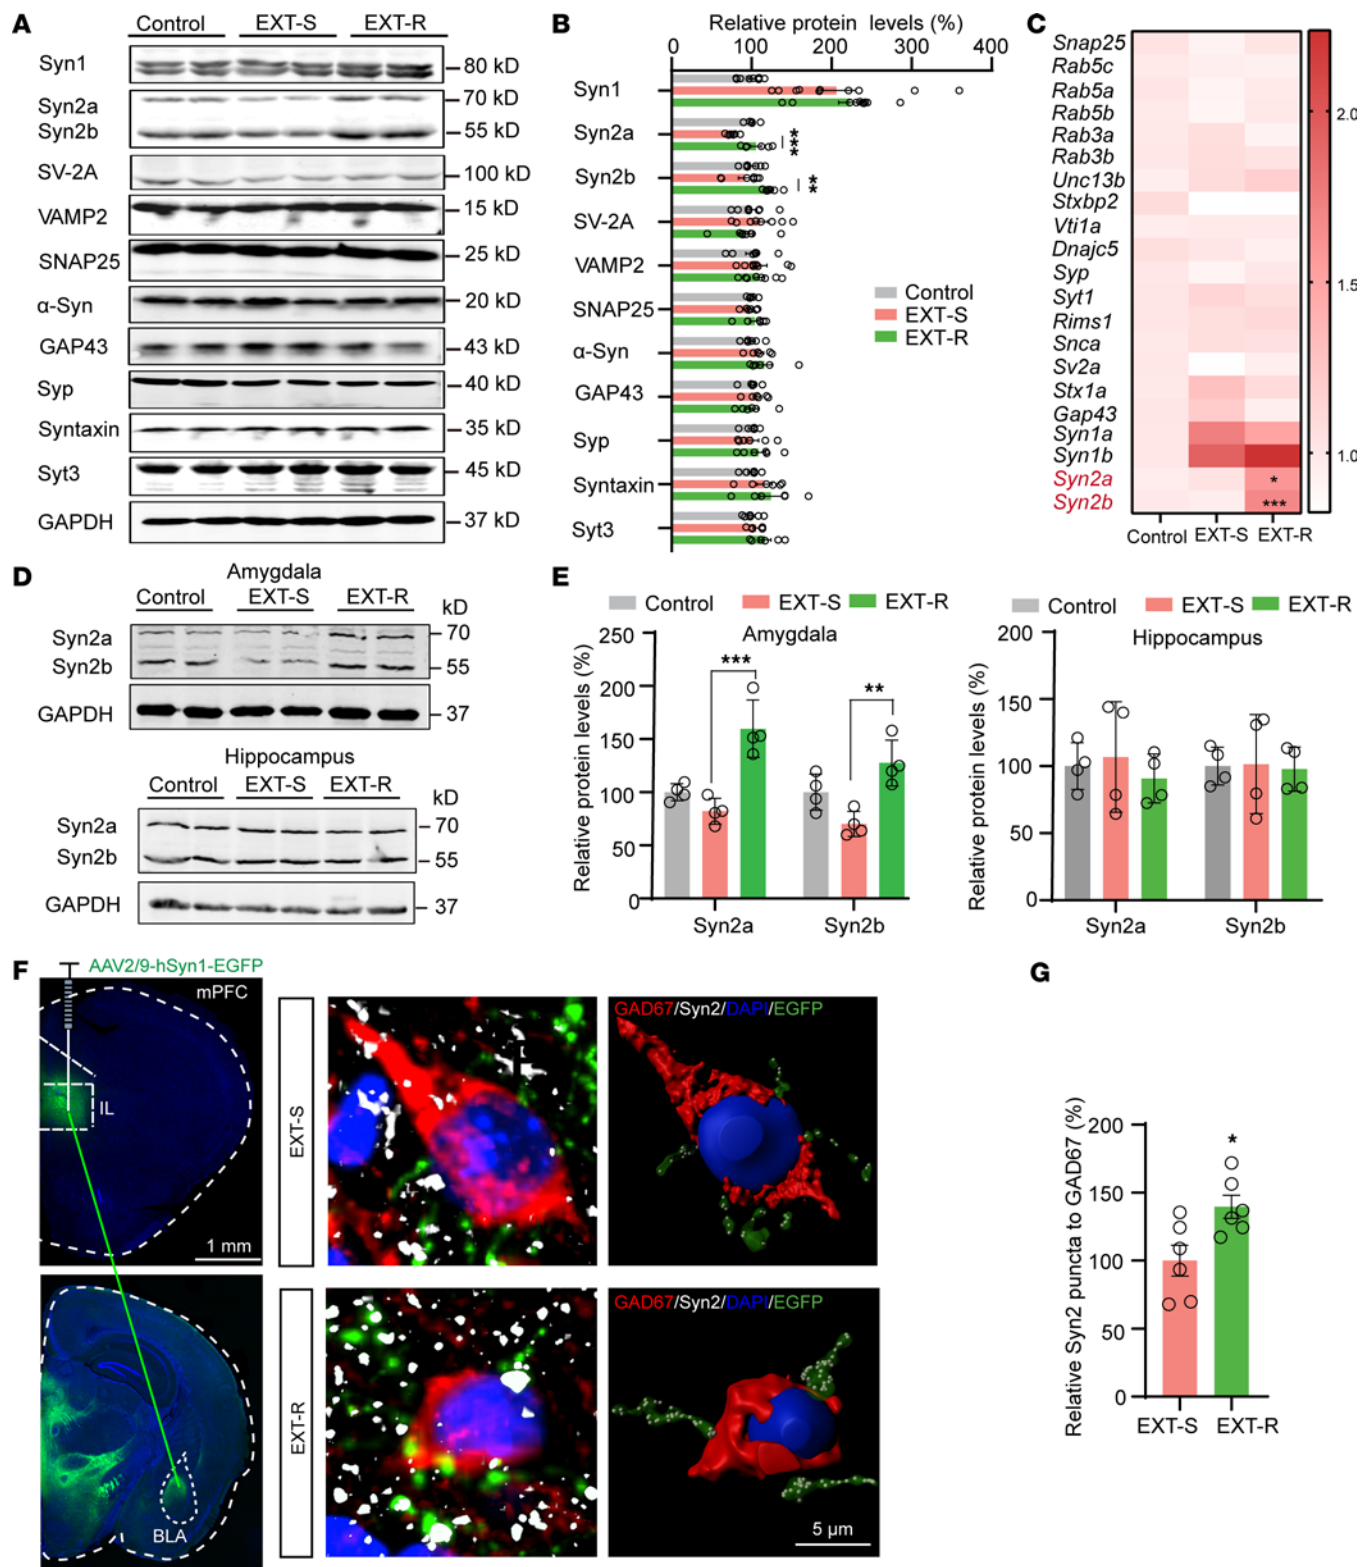 A
Control EXT-S EXT-R
Syn1 80 kD
Syn2a 70 kD
Syn2b 55 kD
SV-2A 100 kD
VAMP2 15 kD
SNAP25 25 kD
α-Syn 20 kD
GAP43 43 kD
Syp 40 kD
Syntaxin 35 kD
Syt3 45 kD
GAPDH 37 kD
B
Relative protein levels (%)
0 100 200 300 400
Syn1
Syn2a ***
Syn2b **
SV-2A
VAMP2
SNAP25
α-Syn
GAP43
Syp
Syntaxin
Syt3
Control
EXT-S
EXT-R
C
Snap25
Rab5c
Rab5a
Rab5b
Rab3a
Rab3b
Unc13b
Stxbp2
Vti1a
Dnajc5
Syp
Syt1
Rims1
Snca
Sv2a
Stx1a
Gap43
Syn1a
Syn1b
Syn2a *
Syn2b ***
Control EXT-S EXT-R
2.0
1.5
1.0
D
Amygdala
Control EXT-S EXT-R kD
Syn2a 70
Syn2b 55
GAPDH 37
Hippocampus
Control EXT-S EXT-R kD
Syn2a 70
Syn2b 55
GAPDH 37
E
Control EXT-S EXT-R
Amygdala
Relative protein levels (%)
250
200
150
100
50
0
*** **
Syn2a Syn2b
Control EXT-S EXT-R
Hippocampus
Relative protein levels (%)
200
150
100
50
0
Syn2a Syn2b
F
AAV2/9-hSyn1-EGFP
mPFC
IL
1 mm
BLA
EXT-S
GAD67/Syn2/DAPI/EGFP
EXT-R
GAD67/Syn2/DAPI/EGFP
5 µm
G
Relative Syn2 puncta to GAD67 (%)
200
150
100
50
0
*
EXT-S EXT-R